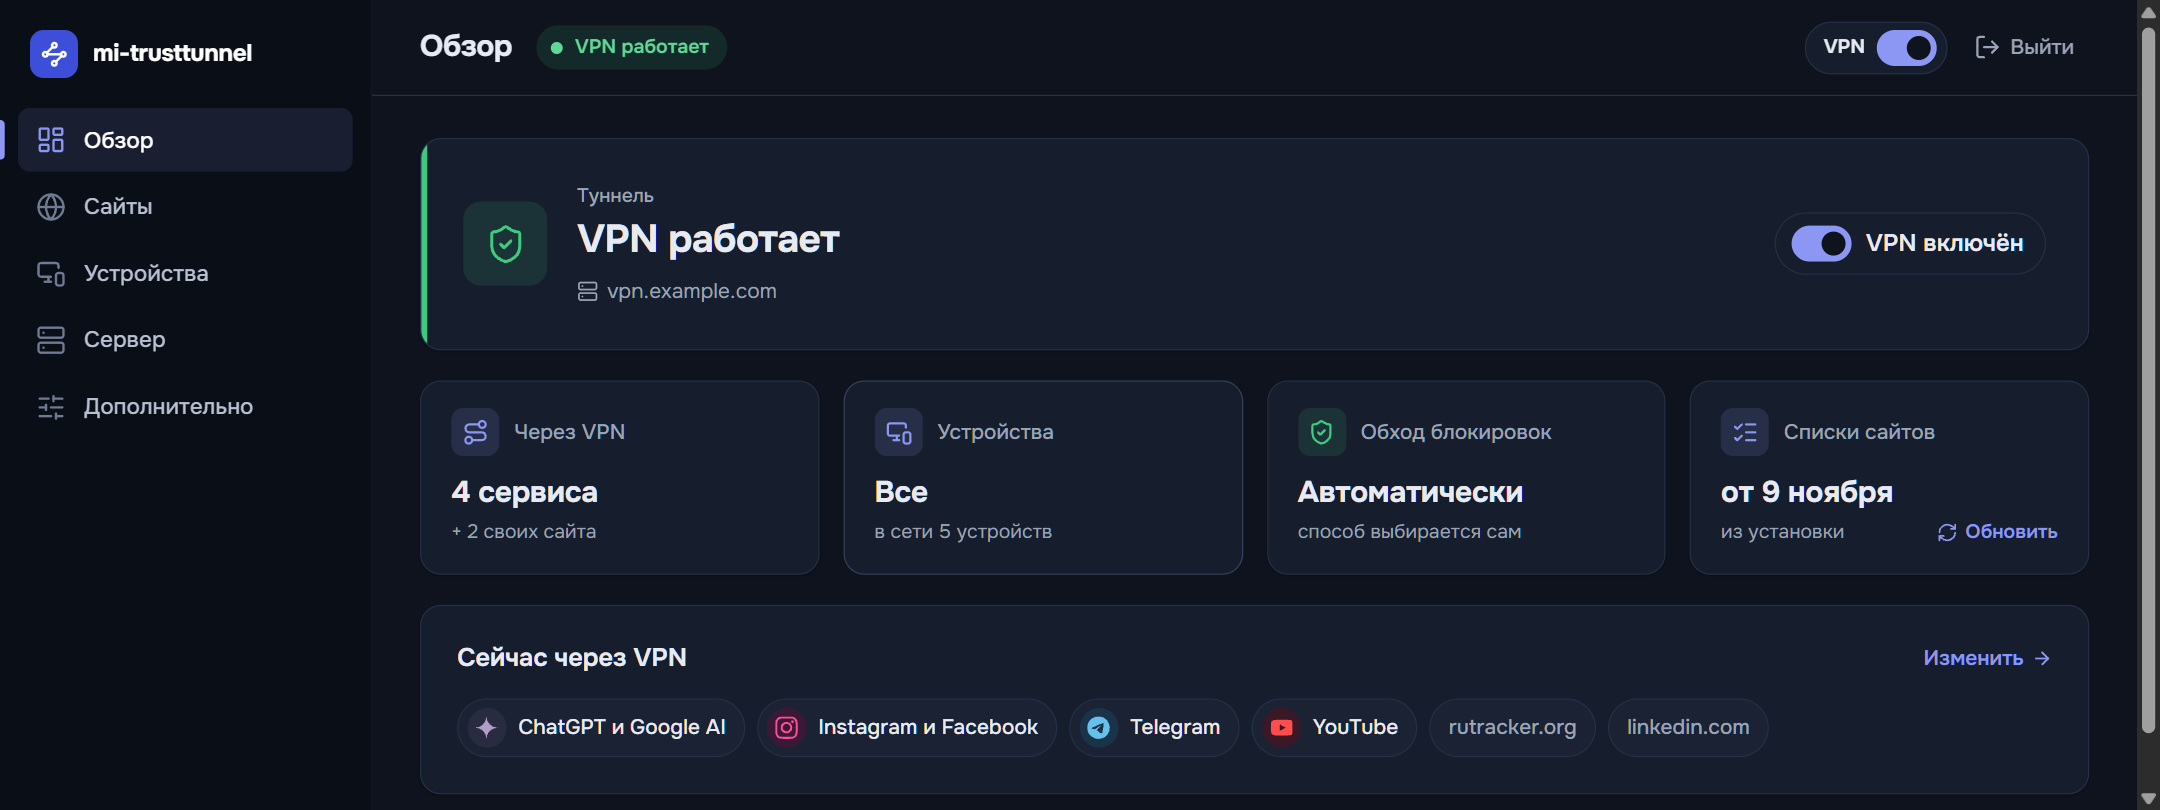 mi-trusttunnel
Обзор
Сайты
Устройства
Сервер
Дополнительно
Обзор
VPN работает
VPN
Выйти
Туннель
VPN работает
vpn.example.com
VPN включён
Через VPN
4 сервиса
+ 2 своих сайта
Устройства
Все
в сети 5 устройств
Обход блокировок
Автоматически
способ выбирается сам
Списки сайтов
от 9 ноября
из установки
Обновить
Сейчас через VPN
Изменить →
ChatGPT и Google AI
Instagram и Facebook
Telegram
YouTube
rutracker.org
linkedin.com